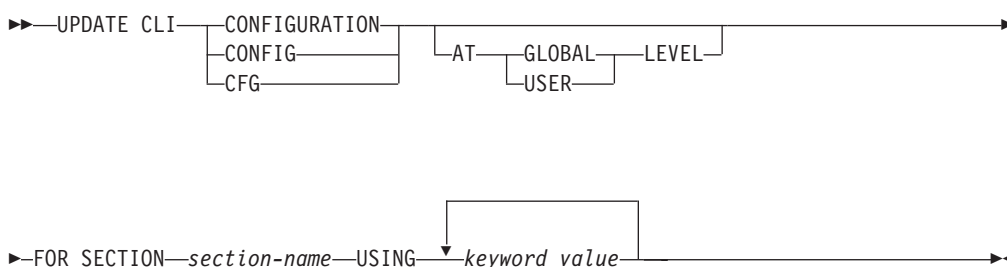 UPDATE CLI CONFIGURATION
CONFIG AT GLOBAL LEVEL
CFG USER
FOR SECTION section-name USING keyword value